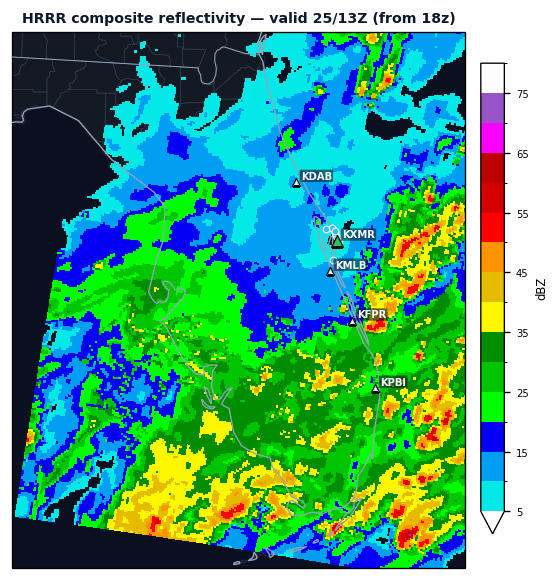 HRRR composite reflectivity — valid 25/13Z (from 18z)
KDAB
KXMR
KMLB
KFPR
KPBI
75
65
55
45
35
25
15
5
dBZ